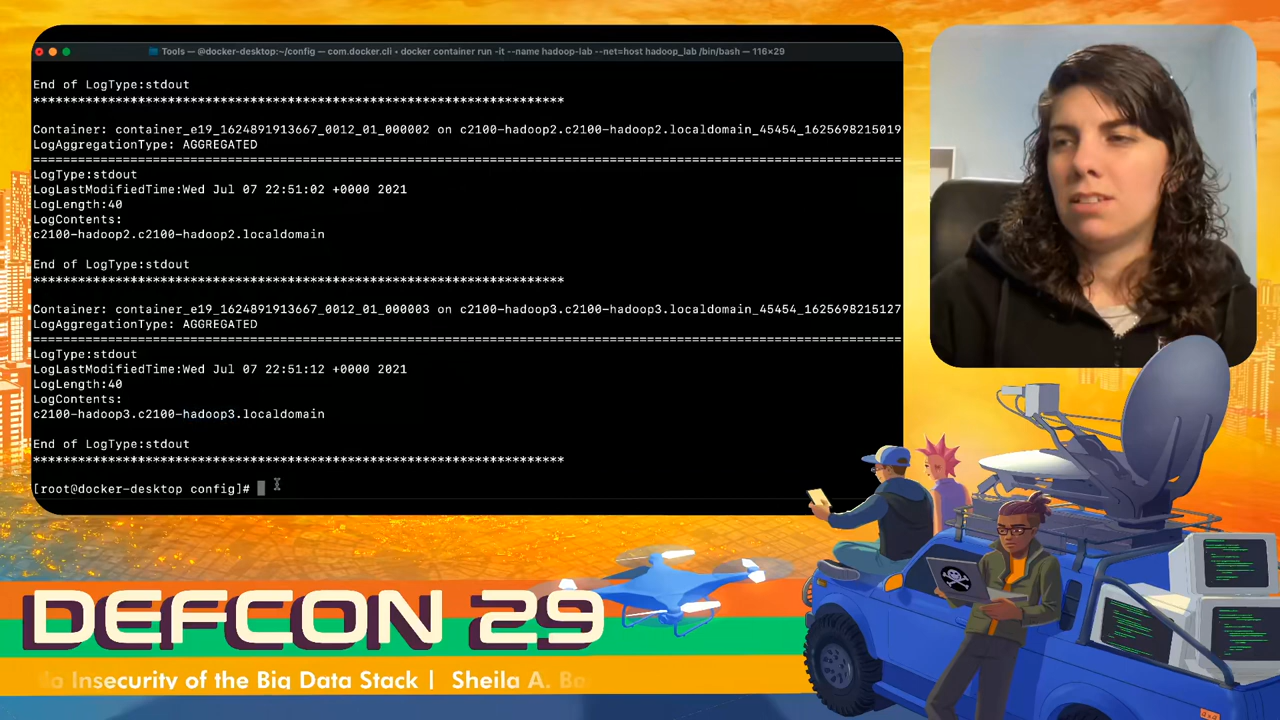 Tools — @docker-desktop:~/config — com.docker.cli • docker container run -it --name hadoop-lab --net=host hadoop_lab /bin/bash — 116×29
End of LogType:stdout
***********************************************************************
Container: container_e19_1624891913667_0012_01_000002 on c2100-hadoop2.c2100-hadoop2.localdomain_45454_1625698215019
LogAggregationType: AGGREGATED
====================================================================================================================
LogType:stdout
LogLastModifiedTime:Wed Jul 07 22:51:02 +0000 2021
LogLength:40
LogContents:
c2100-hadoop2.c2100-hadoop2.localdomain
End of LogType:stdout
***********************************************************************
Container: container_e19_1624891913667_0012_01_000003 on c2100-hadoop3.c2100-hadoop3.localdomain_45454_1625698215127
LogAggregationType: AGGREGATED
====================================================================================================================
LogType:stdout
LogLastModifiedTime:Wed Jul 07 22:51:12 +0000 2021
LogLength:40
LogContents:
c2100-hadoop3.c2100-hadoop3.localdomain
End of LogType:stdout
***********************************************************************
[root@docker-desktop config]#
DEFCON 29
Insecurity of the Big Data Stack | Sheila A.